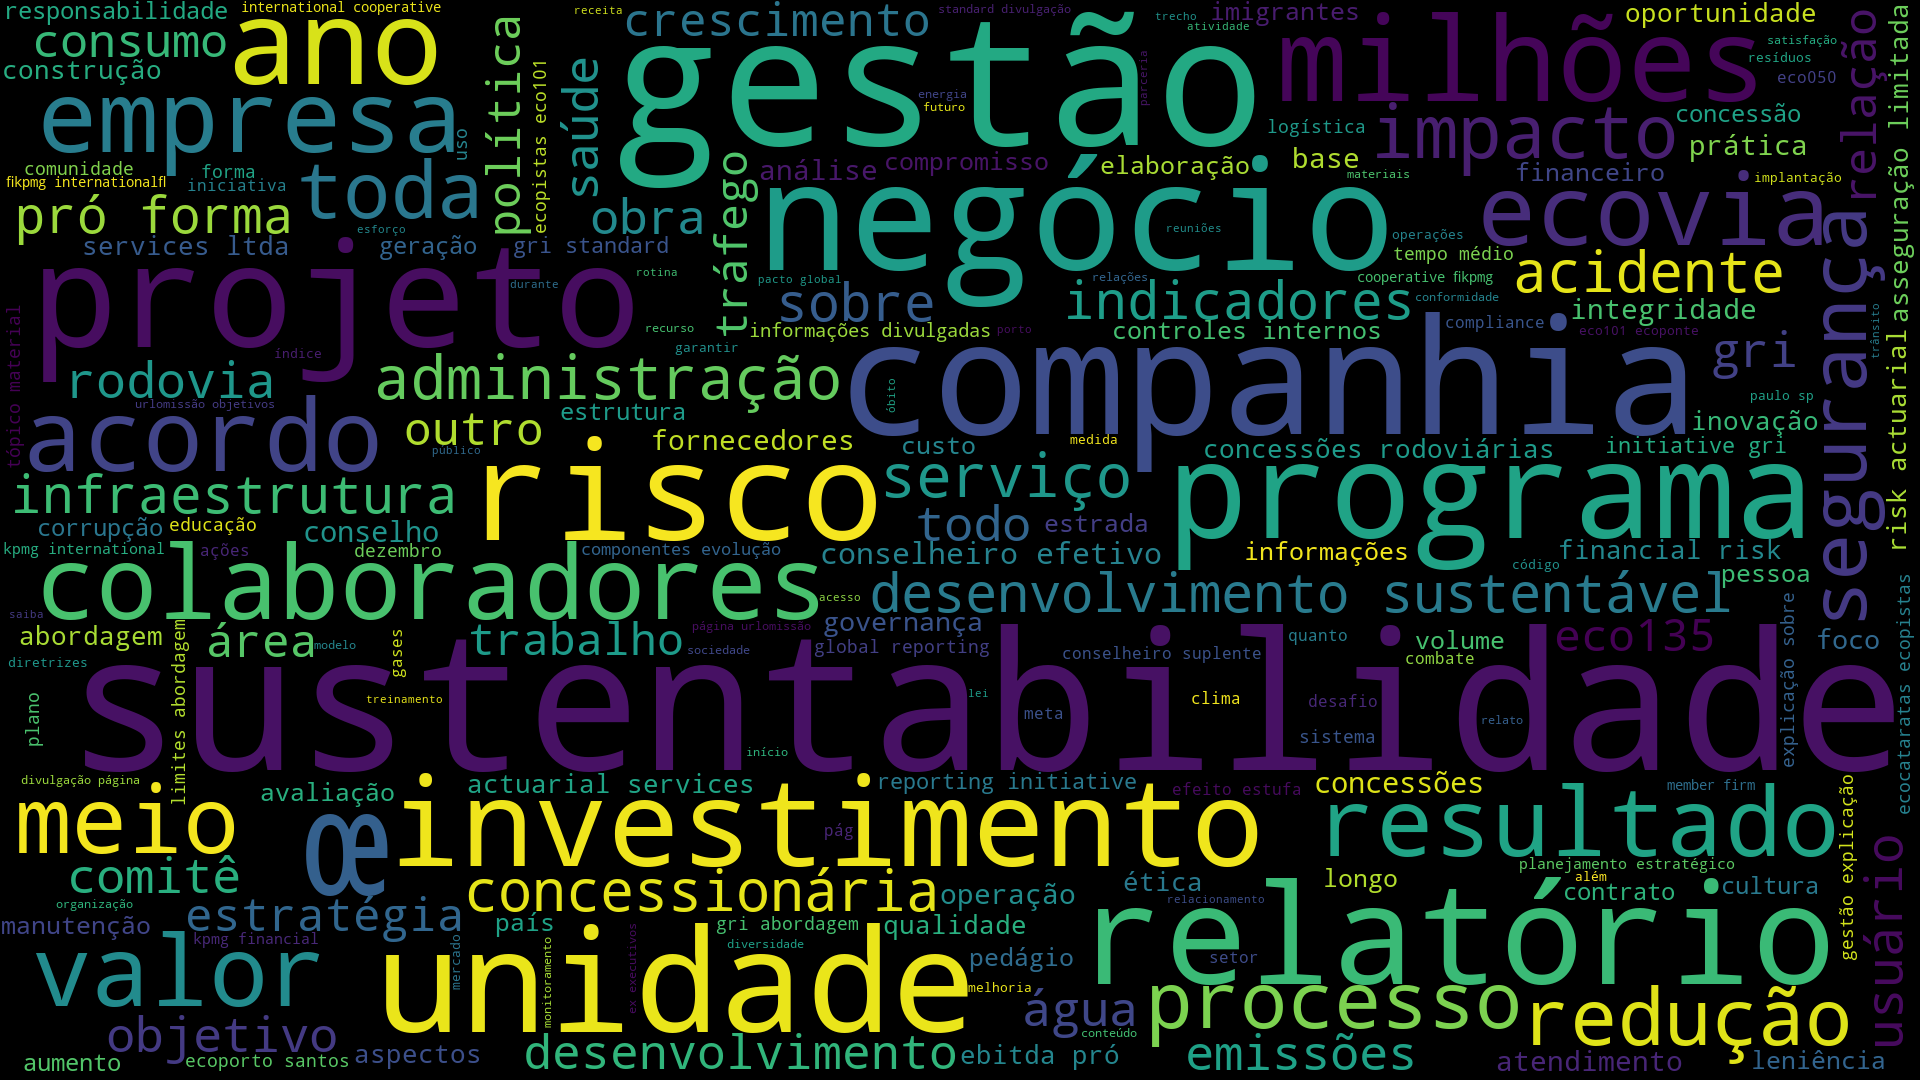 responsabilidade
international cooperative
receita
standard divulgação
trecho
imigrantes
oportunidade
consumo
ano
crescimento
gestão
atividade
milhões
satisfação
relação
limitada
construção
política
ecopistas eco101
saúde
parceria
resíduos
eco050
empresa
energia
futuro
logística
impacto
concessão
uso
prática
comunidade
forma
toda
análise
compromisso
elaboração
base
financeiro
fikpmg internationalfl
iniciativa
materiais
implantação
pró forma
obra
tráfego
negócio
ecovia
esforço
reuniões
operações
services ltda
geração
gri standard
tempo médio
acidente
projeto
rotina
pacto global
relações
cooperative fikpmg
durante
sobre
indicadores
conformidade
integridade
segurança
asseguração
recurso
informações divulgadas
porto
controles internos
compliance
eco101 ecoponte
trânsito
tópico material
índice
garantir
companhia
gri
rodovia
administração
óbito
paulo sp
urlomissão objetivos
acordo
outro
estrutura
inovação
público
fornecedores
custo
medida
concessões rodoviárias
initiative gri
risco
serviço
programa
infraestrutura
risk actuarial
corrupção
educação
conselho
todo
estrada
kpmg international
ações
dezembro
componentes evolução
conselheiro efetivo
informações
financial risk
código
pessoa
colaboradores
desenvolvimento sustentável
saiba
acesso
abordagem
área
modelo
gases
trabalho
página urlomissão
governança
quanto
volume
eco135
explicação sobre
foco
diretrizes
limites abordagem
sociedade
global reporting
conselheiro suplente
combate
ecocataratas ecopistas
sustentabilidade
plano
treinamento
lei
clima
desafio
meta
relato
início
sistema
divulgação página
avaliação
actuarial services
reporting initiative
efeito estufa
concessões
member firm
gestão explicação
meio
œ
investimento
pág
resultado
planejamento estratégico
comitê
concessionária
operação
ética
longo
além
contrato
cultura
usuário
organização
relacionamento
manutenção
estratégia
país
gri abordagem
qualidade
relatório
kpmg financial
mercado
ex executivos
diversidade
valor
unidade
monitoramento
pedágio
setor
melhoria
processo
redução
objetivo
água
conteúdo
aumento
ecoporto santos
aspectos
desenvolvimento
ebitda pró
emissões
atendimento
leniência